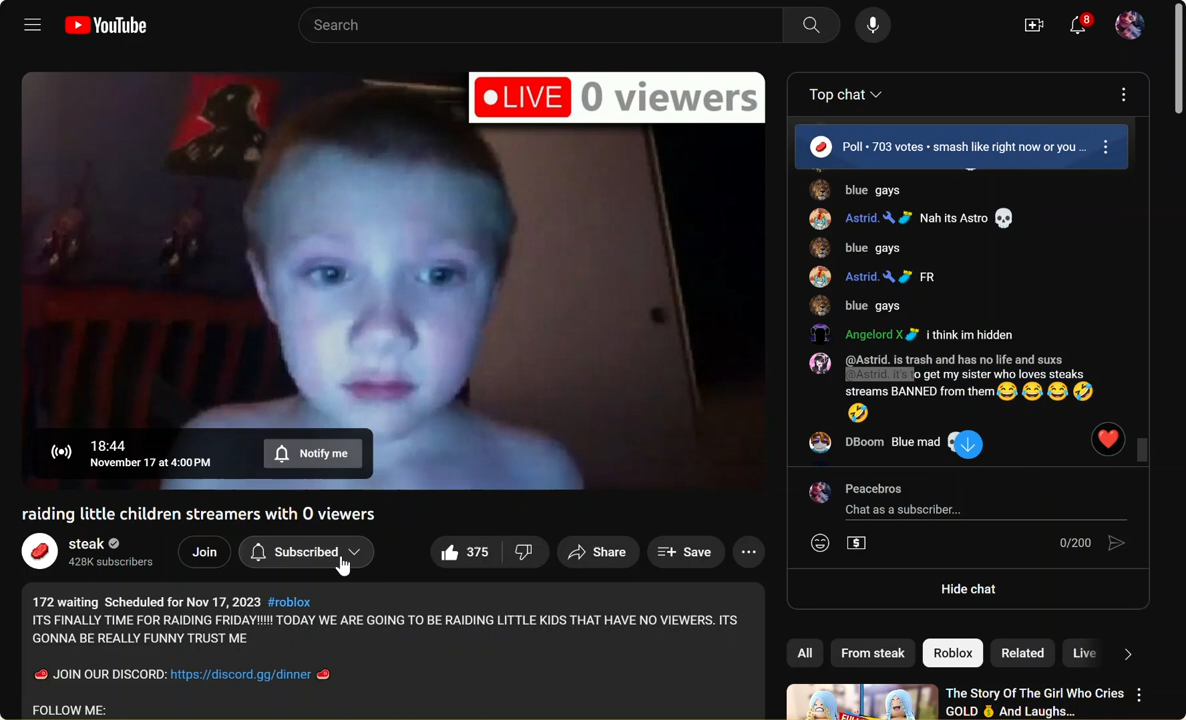 YouTube
Search
8
LIVE 0 viewers
18:44
November 17 at 4:00 PM
Notify me
raiding little children streamers with 0 viewers
steak
428K subscribers
Join
Subscribed
375
Share
Save
172 waiting Scheduled for Nov 17, 2023 #roblox
ITS FINALLY TIME FOR RAIDING FRIDAY!!!!! TODAY WE ARE GOING TO BE RAIDING LITTLE KIDS THAT HAVE NO VIEWERS. ITS
GONNA BE REALLY FUNNY TRUST ME
🥩 JOIN OUR DISCORD: https://discord.gg/dinner 🥩
FOLLOW ME:
Top chat
Poll • 703 votes • smash like right now or you ...
blue gays
Astrid. 🔧 Nah its Astro 💀
blue gays
Astrid. 🔧 FR
blue gays
Angelord X i think im hidden
@Astrid. is trash and has no life and suxs
@Astrid. it's to get my sister who loves steaks
streams BANNED from them 😂 😂 😂 🤣
🤣
DBoom Blue mad
Peacebros
Chat as a subscriber...
0/200
Hide chat
All
From steak
Roblox
Related
Live
The Story Of The Girl Who Cries
GOLD 💰 And Laughs...